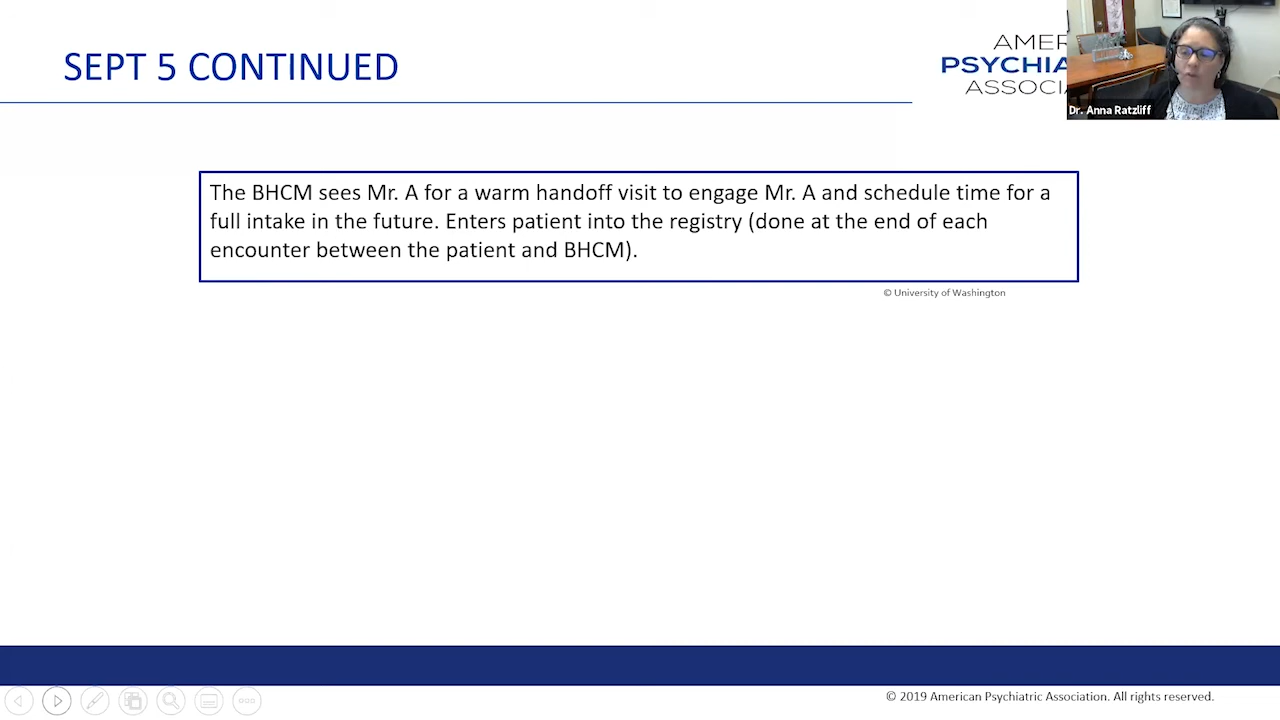 SEPT 5 CONTINUED
AMER
PSYCHIA
ASSOCIA
Dr. Anna Ratzliff
The BHCM sees Mr. A for a warm handoff visit to engage Mr. A and schedule time for a
full intake in the future. Enters patient into the registry (done at the end of each
encounter between the patient and BHCM).
© University of Washington
© 2019 American Psychiatric Association. All rights reserved.